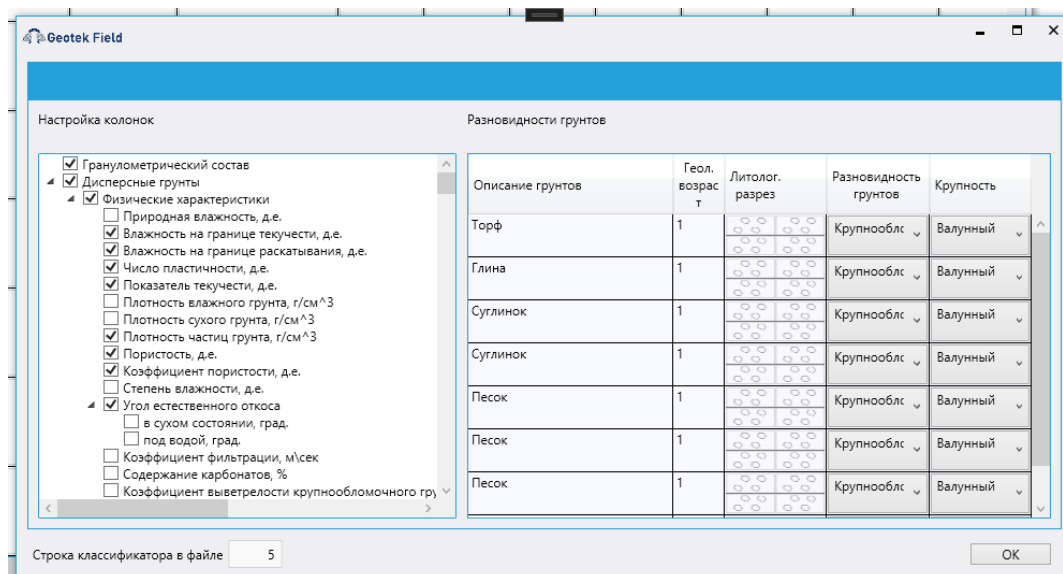 Geotek Field
Настройка колонок
Разновидности грунтов
Гранулометрический состав
Дисперсные грунты
Физические характеристики
Природная влажность, д.е.
Влажность на границе текучести, д.е.
Влажность на границе раскатывания, д.е.
Число пластичности, д.е.
Показатель текучести, д.е.
Плотность влажного грунта, г/см^3
Плотность сухого грунта, г/см^3
Плотность частиц грунта, г/см^3
Пористость, д.е.
Коэффициент пористости, д.е.
Степень влажности, д.е.
Угол естественного откоса
в сухом состоянии, град.
под водой, град.
Коэффициент фильтрации, м\сек
Содержание карбонатов, %
Коэффициент выветрелости крупнообломочного гру
Описание грунтов
Геол.
возрас
т
Литолог.
разрез
Разновидность
грунтов
Крупность
Торф 1 Крупнообло Валунный
Глина 1 Крупнообло Валунный
Суглинок 1 Крупнообло Валунный
Суглинок 1 Крупнообло Валунный
Песок 1 Крупнообло Валунный
Песок 1 Крупнообло Валунный
Песок 1 Крупнообло Валунный
Строка классификатора в файле 5
OK